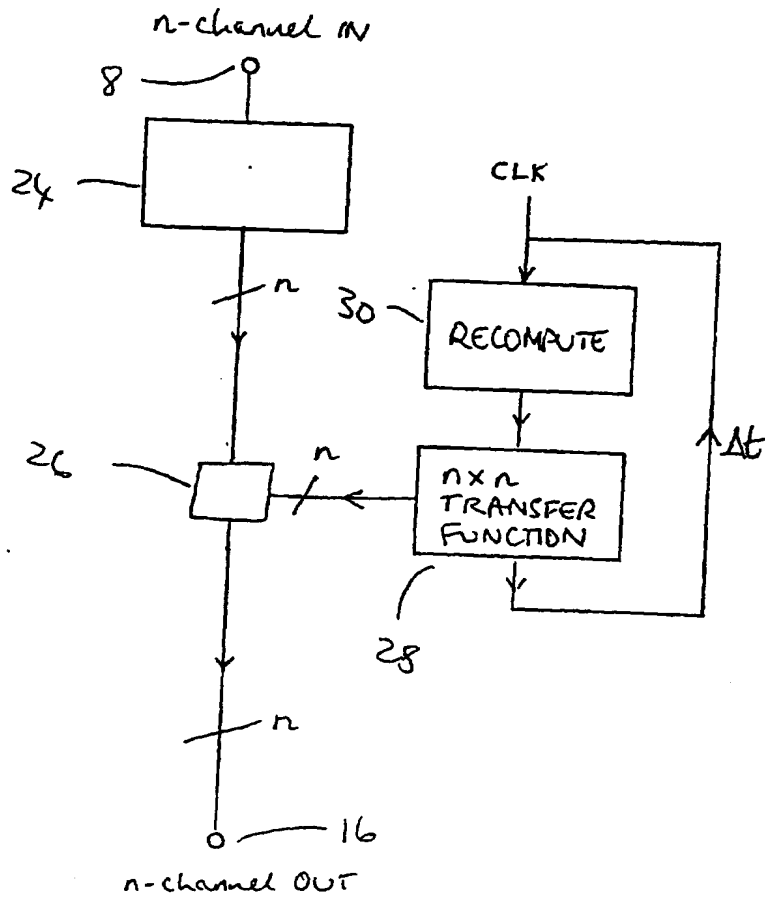 n-channel IN
8
24
CLK
n
30
RECOMPUTE
Δt
26
n
n x n
TRANSFER
FUNCTION
28
n
16
n-channel OUT